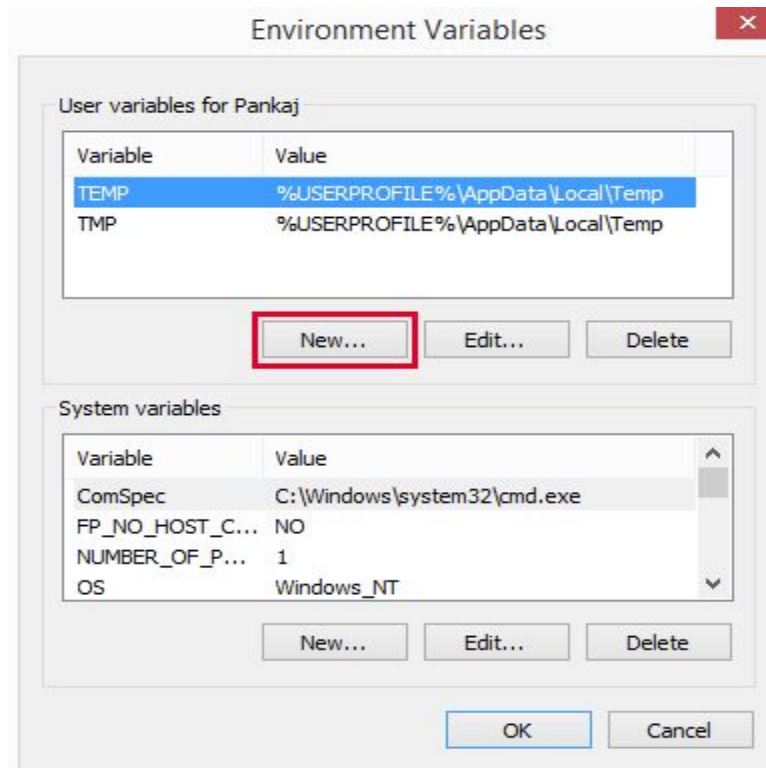 Environment Variables
User variables for Pankaj
Variable Value
TEMP %USERPROFILE%\AppData\Local\Temp
TMP %USERPROFILE%\AppData\Local\Temp
New... Edit... Delete
System variables
Variable Value
ComSpec C:\Windows\system32\cmd.exe
FP_NO_HOST_C... NO
NUMBER_OF_P... 1
OS Windows_NT
New... Edit... Delete
OK Cancel